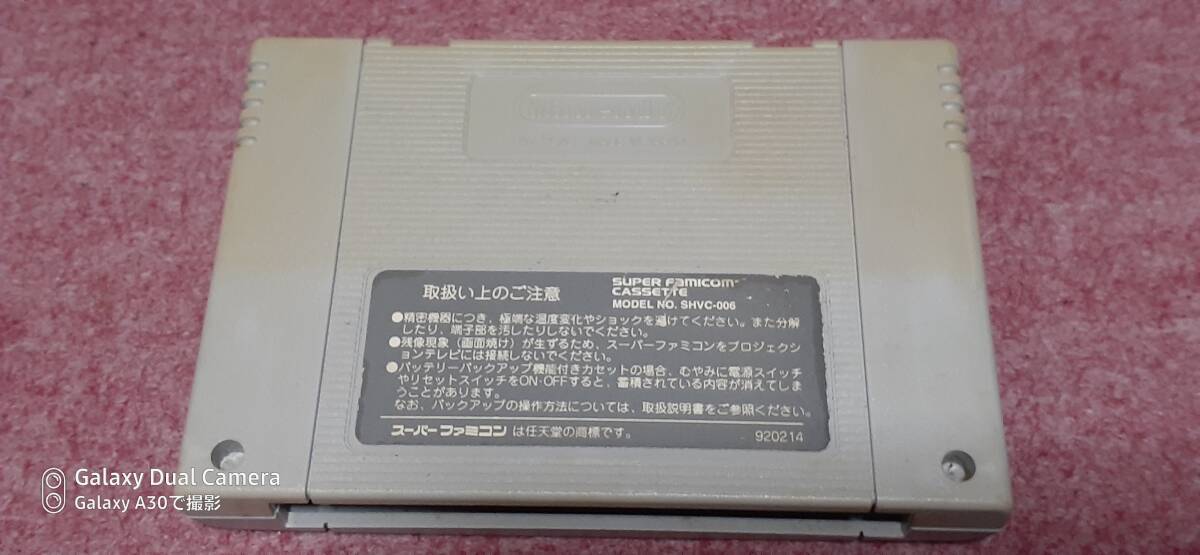 Nintendo
取扱い上のご注意
SUPER FAMICOM
CASSETTE
MODEL NO. SHVC-006
●精密機器につき、極端な温度変化やショックを避けてください。また分解
したり、端子部を汚したりしないでください。
●残像現象（画面焼け）が生ずるため、スーパーファミコンをプロジェクシ
ョンテレビには接続しないでください。
●バッテリーバックアップ機能付きカセットの場合、むやみに電源スイッチ
やリセットスイッチをON・OFFすると、蓄積されている内容が消えてしま
うことがあります。
なお、バックアップの操作方法については、取扱説明書をご参照ください。
スーパーファミコン は任天堂の商標です。
920214
Galaxy Dual Camera
Galaxy A30で撮影